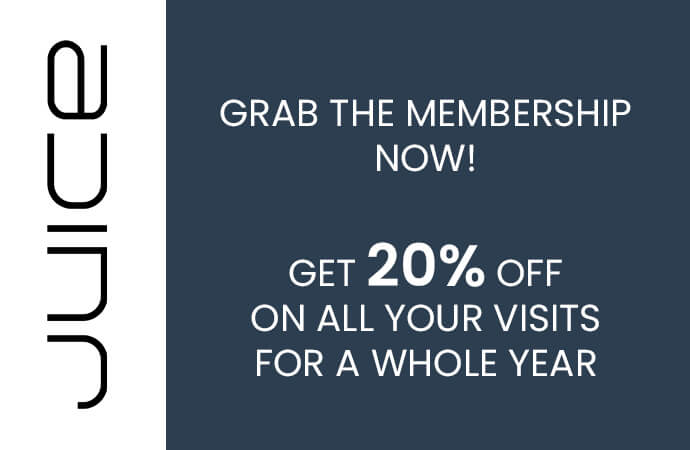 JUICE
GRAB THE MEMBERSHIP
NOW!
GET 20% OFF
ON ALL YOUR VISITS
FOR A WHOLE YEAR